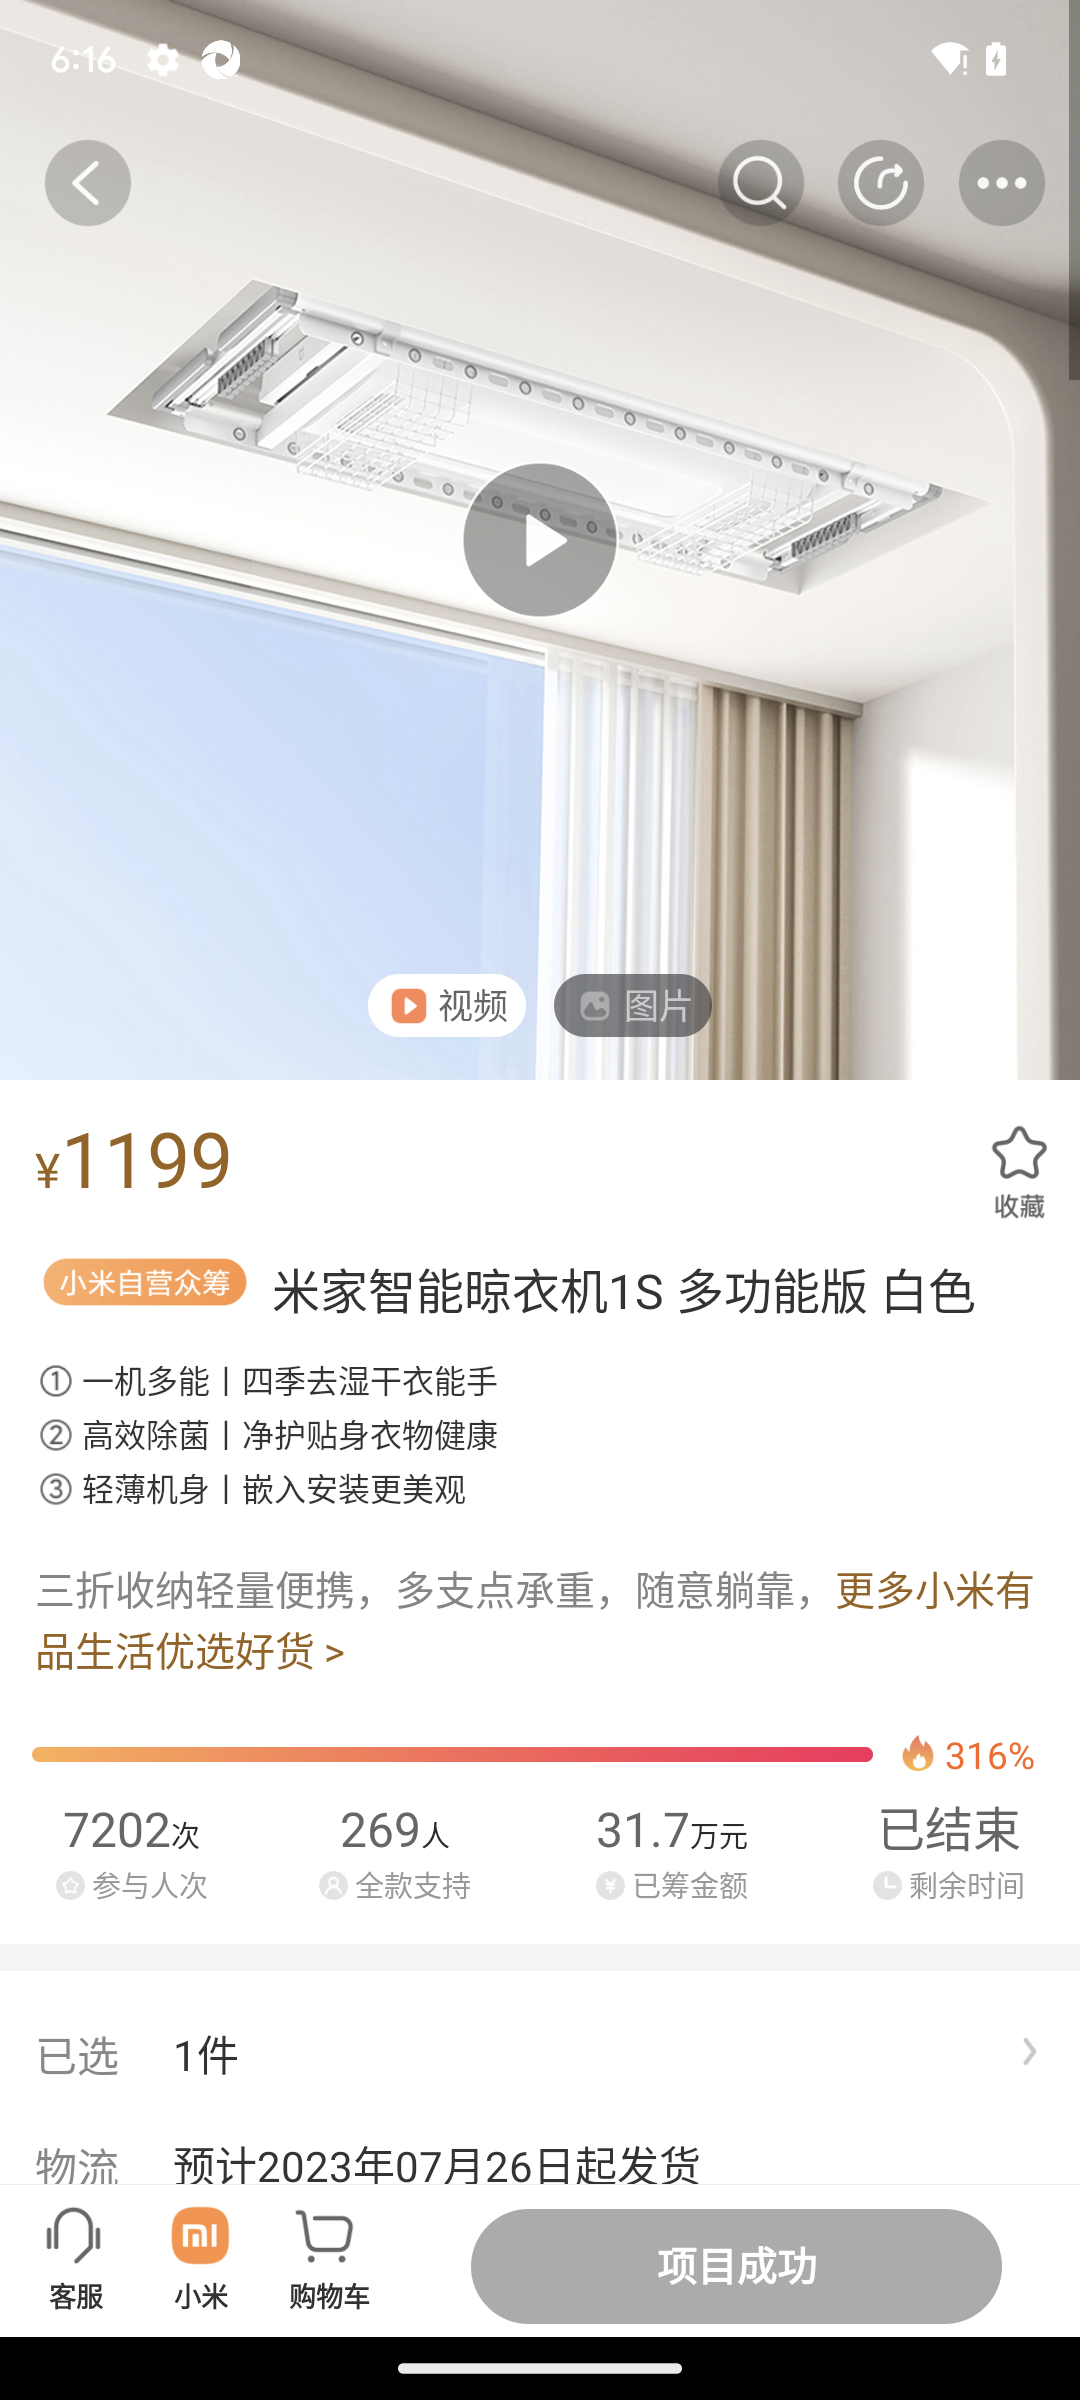 6:16
视频
图片
¥1199
收藏
小米自营众筹 米家智能晾衣机1S 多功能版 白色
① 一机多能丨四季去湿干衣能手
② 高效除菌丨净护贴身衣物健康
③ 轻薄机身丨嵌入安装更美观
三折收纳轻量便携，多支点承重，随意躺靠，更多小米有
品生活优选好货 >
316%
7202次 269人 31.7万元 已结束
参与人次 全款支持 已筹金额 剩余时间
已选 1件
物流 预计2023年07月26日起发货
客服 小米 购物车
项目成功